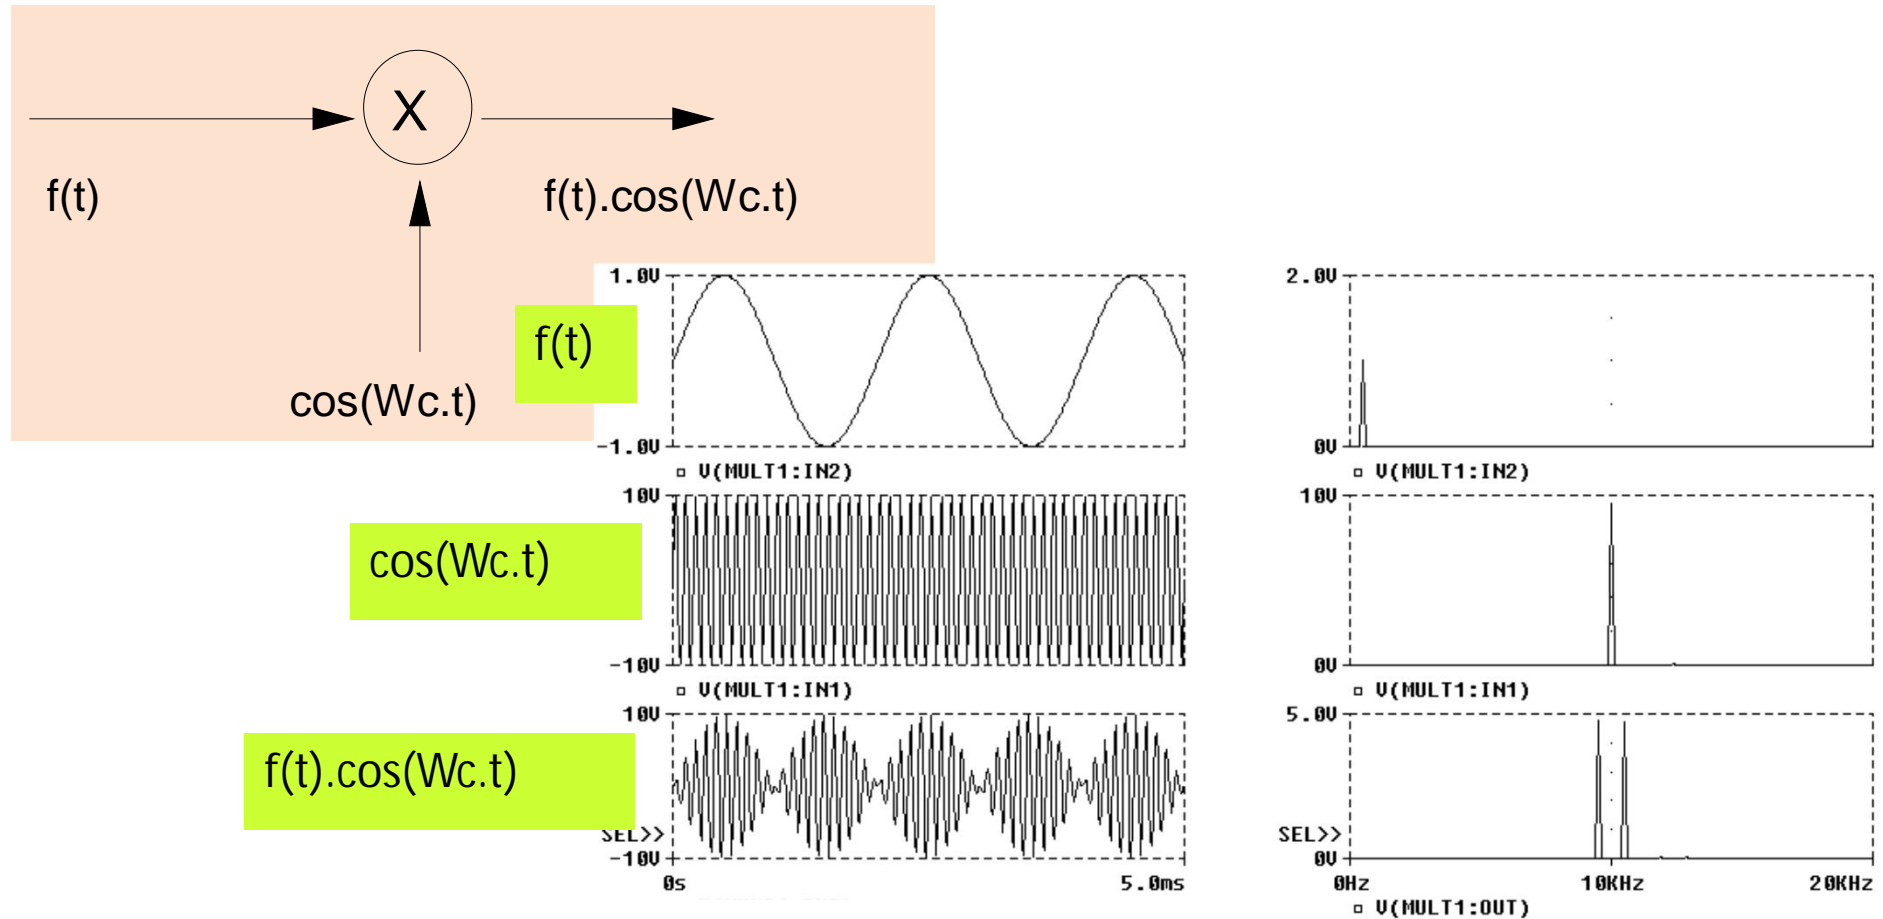 X
f(t)
f(t).cos(Wc.t)
cos(Wc.t)
f(t)
1.0V
-1.0V
V(MULT1:IN2)
2.0V
0V
V(MULT1:IN2)
cos(Wc.t)
10V
-10V
V(MULT1:IN1)
10V
0V
V(MULT1:IN1)
f(t).cos(Wc.t)
10V
SEL>>
-10V
0s 5.0ms
5.0V
SEL>>
0V
0Hz 10KHz 20KHz
V(MULT1:OUT)